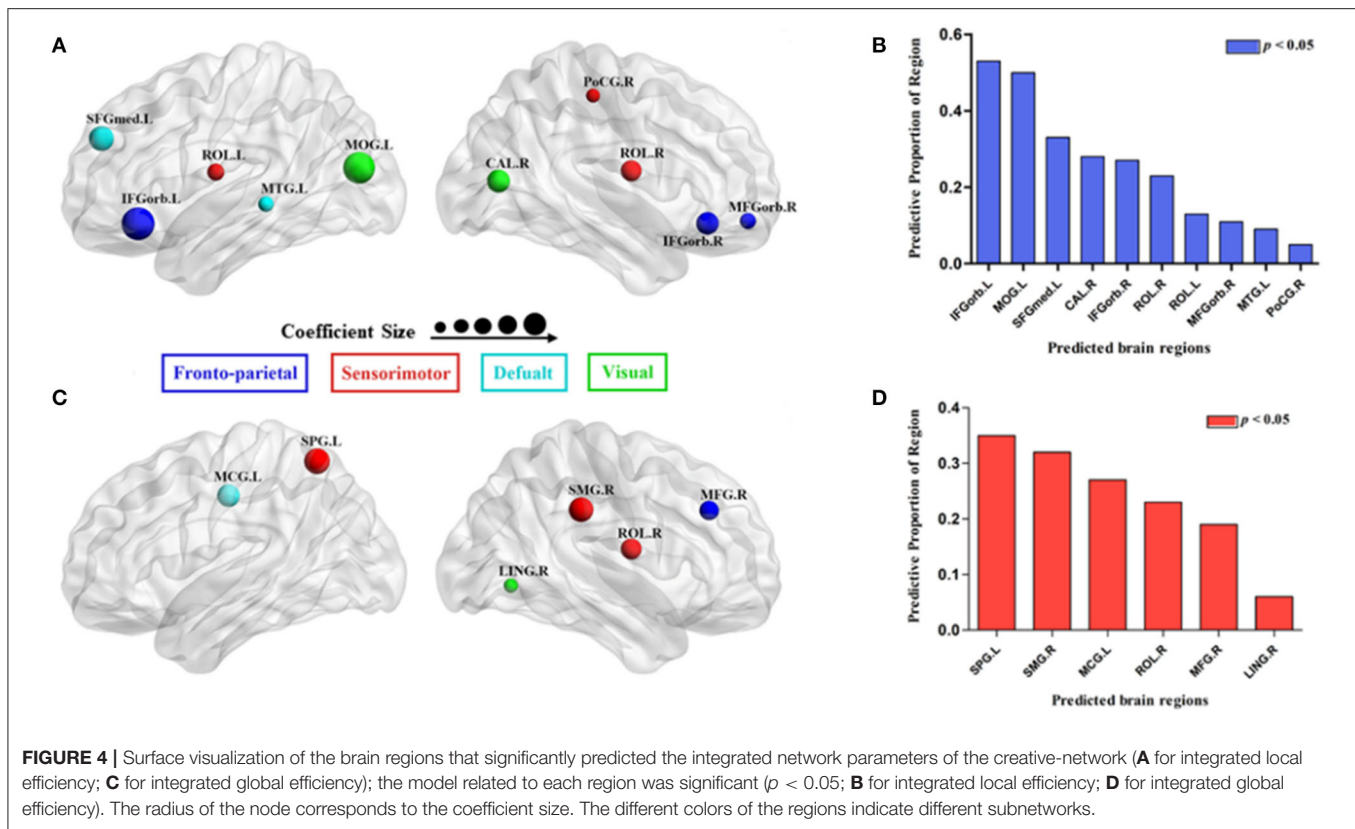 A
SFGmed.L
ROL.L
MOG.L
IFGorb.L
MTG.L
PoCG.R
CAL.R
ROL.R
MFGorb.R
IFGorb.R
B
0.6
0.4
0.2
0.0
Predictive Proportion of Region
p < 0.05
IFGorb.L
MOG.L
SFGmed.L
CAL.R
IFGorb.R
ROL.R
ROL.L
MFGorb.R
MTG.L
PoCG.R
Predicted brain regions
Coefficient Size
Fronto-parietal
Sensorimotor
Defualt
Visual
C
SPG.L
MCG.L
SMG.R
MFG.R
ROL.R
LING.R
D
0.4
0.3
0.2
0.1
0.0
Predictive Proportion of Region
p < 0.05
SPG.L
SMG.R
MCG.L
ROL.R
MFG.R
LING.R
Predicted brain regions
FIGURE 4 | Surface visualization of the brain regions that significantly predicted the integrated network parameters of the creative-network (A for integrated local
efficiency; C for integrated global efficiency); the model related to each region was significant (p < 0.05; B for integrated local efficiency; D for integrated global
efficiency). The radius of the node corresponds to the coefficient size. The different colors of the regions indicate different subnetworks.